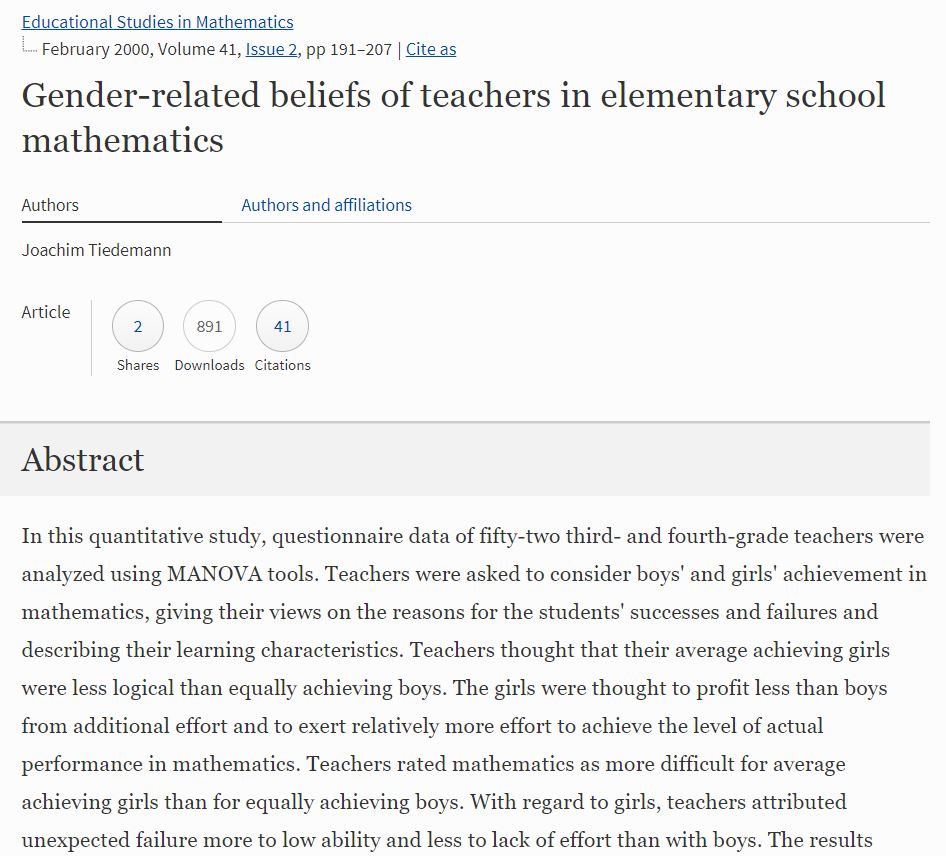 Educational Studies in Mathematics
February 2000, Volume 41, Issue 2, pp 191–207 | Cite as
Gender-related beliefs of teachers in elementary school
mathematics
Authors
Authors and affiliations
Joachim Tiedemann
Article
2
891
41
Shares
Downloads
Citations
Abstract
In this quantitative study, questionnaire data of fifty-two third- and fourth-grade teachers were
analyzed using MANOVA tools. Teachers were asked to consider boys' and girls' achievement in
mathematics, giving their views on the reasons for the students' successes and failures and
describing their learning characteristics. Teachers thought that their average achieving girls
were less logical than equally achieving boys. The girls were thought to profit less than boys
from additional effort and to exert relatively more effort to achieve the level of actual
performance in mathematics. Teachers rated mathematics as more difficult for average
achieving girls than for equally achieving boys. With regard to girls, teachers attributed
unexpected failure more to low ability and less to lack of effort than with boys. The results